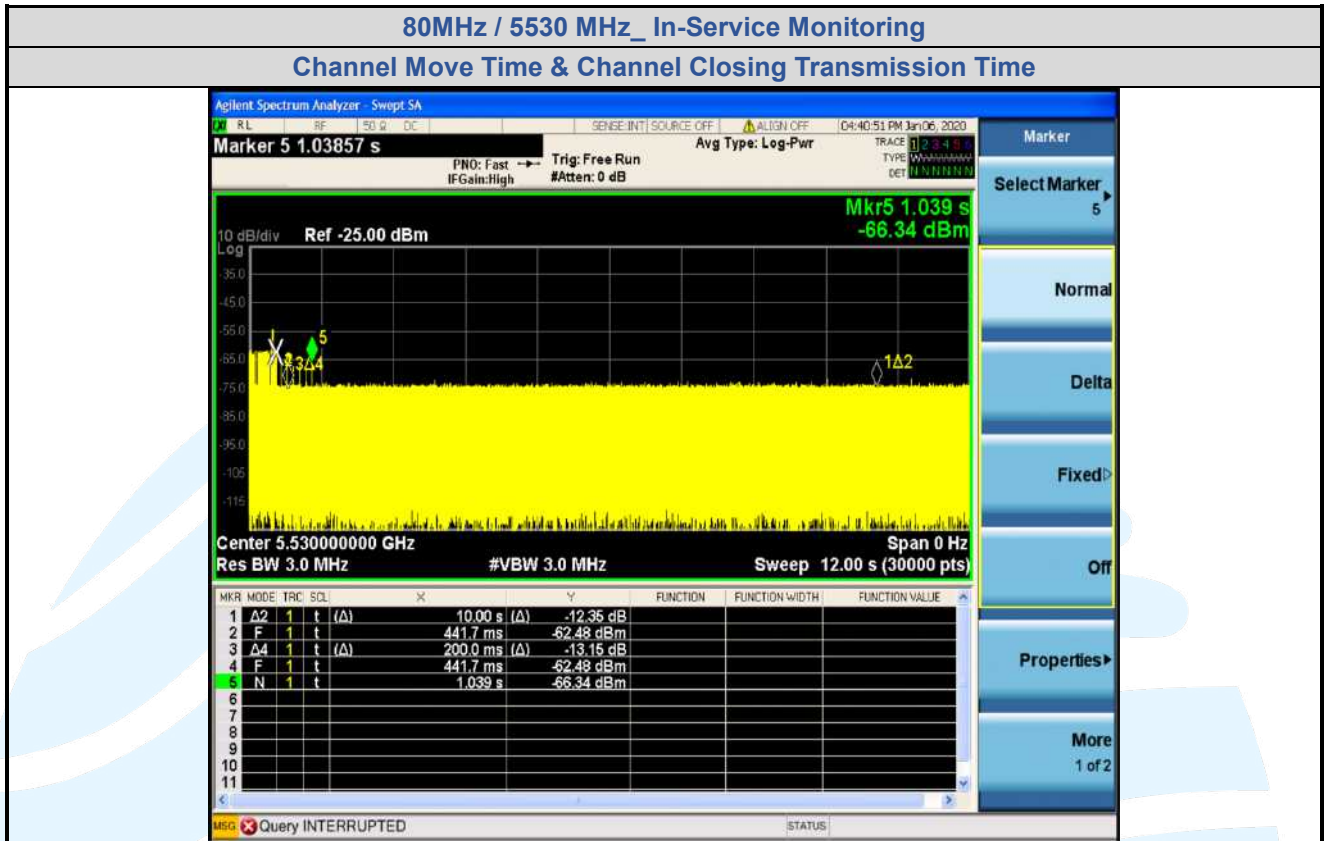 80MHz / 5530 MHz_ In-Service Monitoring
Channel Move Time & Channel Closing Transmission Time
Agilent Spectrum Analyzer - Swept SA
RL RF 50 Ω DC SENSE:INT SOURCE OFF ALIGN OFF 04:40:51 PM Jan 06, 2020
Marker 5 1.03857 s
PNO: Fast
IFGain:High
Trig: Free Run
#Atten: 0 dB
Avg Type: Log-Pwr
TRACE 1 2 3 4 5 6
TYPE WWWWWWW
DET N N N N N N
Mkr5 1.039 s
-66.34 dBm
10 dB/div Ref -25.00 dBm
Log
-35.0
-45.0
-55.0
-65.0
-75.0
-85.0
-95.0
-105
-115
5
3Δ4
1Δ2
Center 5.530000000 GHz Span 0 Hz
Res BW 3.0 MHz #VBW 3.0 MHz Sweep 12.00 s (30000 pts)
MKR MODE TRC SCL X Y FUNCTION FUNCTION WIDTH FUNCTION VALUE
1 Δ2 1 t (Δ) 10.00 s (Δ) -12.35 dB
2 F 1 t 441.7 ms -62.48 dBm
3 Δ4 1 t (Δ) 200.0 ms (Δ) -13.15 dB
4 F 1 t 441.7 ms -62.48 dBm
5 N 1 t 1.039 s -66.34 dBm
6
7
8
9
10
11
MSG Query INTERRUPTED STATUS
Marker
Select Marker
5
Normal
Delta
Fixed
Off
Properties
More
1 of 2